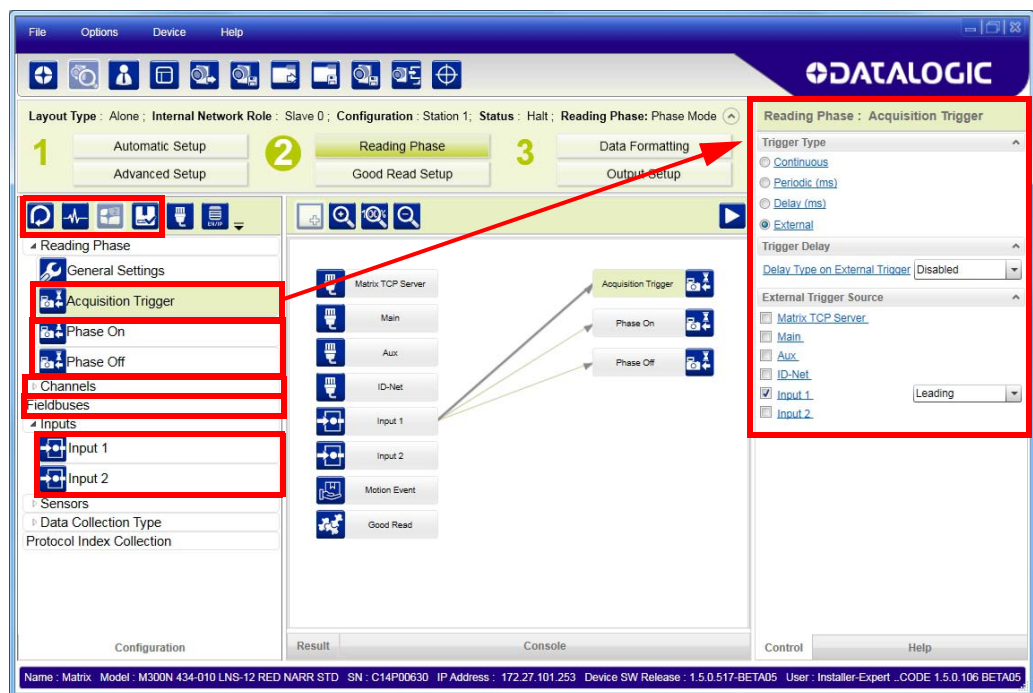 File Options Device Help
DATALOGIC
Layout Type : Alone ; Internal Network Role : Slave 0 ; Configuration : Station 1; Status : Halt ; Reading Phase: Phase Mode
1 Automatic Setup
Advanced Setup
2 Reading Phase
Good Read Setup
3 Data Formatting
Output Setup
100%
Reading Phase
General Settings
Acquisition Trigger
Phase On
Phase Off
Channels
Fieldbuses
Inputs
Input 1
Input 2
Sensors
Data Collection Type
Protocol Index Collection
Configuration
Matrix TCP Server
Main
Aux
ID-Net
Input 1
Input 2
Motion Event
Good Read
Acquisition Trigger
Phase On
Phase Off
Result Console
Reading Phase : Acquisition Trigger
Trigger Type
Continuous
Periodic (ms)
Delay (ms)
External
Trigger Delay
Delay Type on External Trigger Disabled
External Trigger Source
Matrix TCP Server
Main
Aux
ID-Net
Input 1 Leading
Input 2
Control Help
Name : Matrix Model : M300N 434-010 LNS-12 RED NARR STD SN : C14P00630 IP Address : 172.27.101.253 Device SW Release : 1.5.0.517-BETA05 User : Installer-Expert ..CODE 1.5.0.106 BETA05